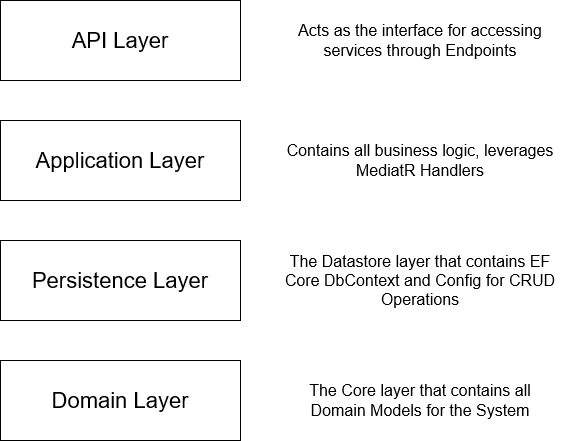 API Layer
Acts as the interface for accessing
services through Endpoints
Application Layer
Contains all business logic, leverages
MediatR Handlers
Persistence Layer
The Datastore layer that contains EF
Core DbContext and Config for CRUD
Operations
Domain Layer
The Core layer that contains all
Domain Models for the System